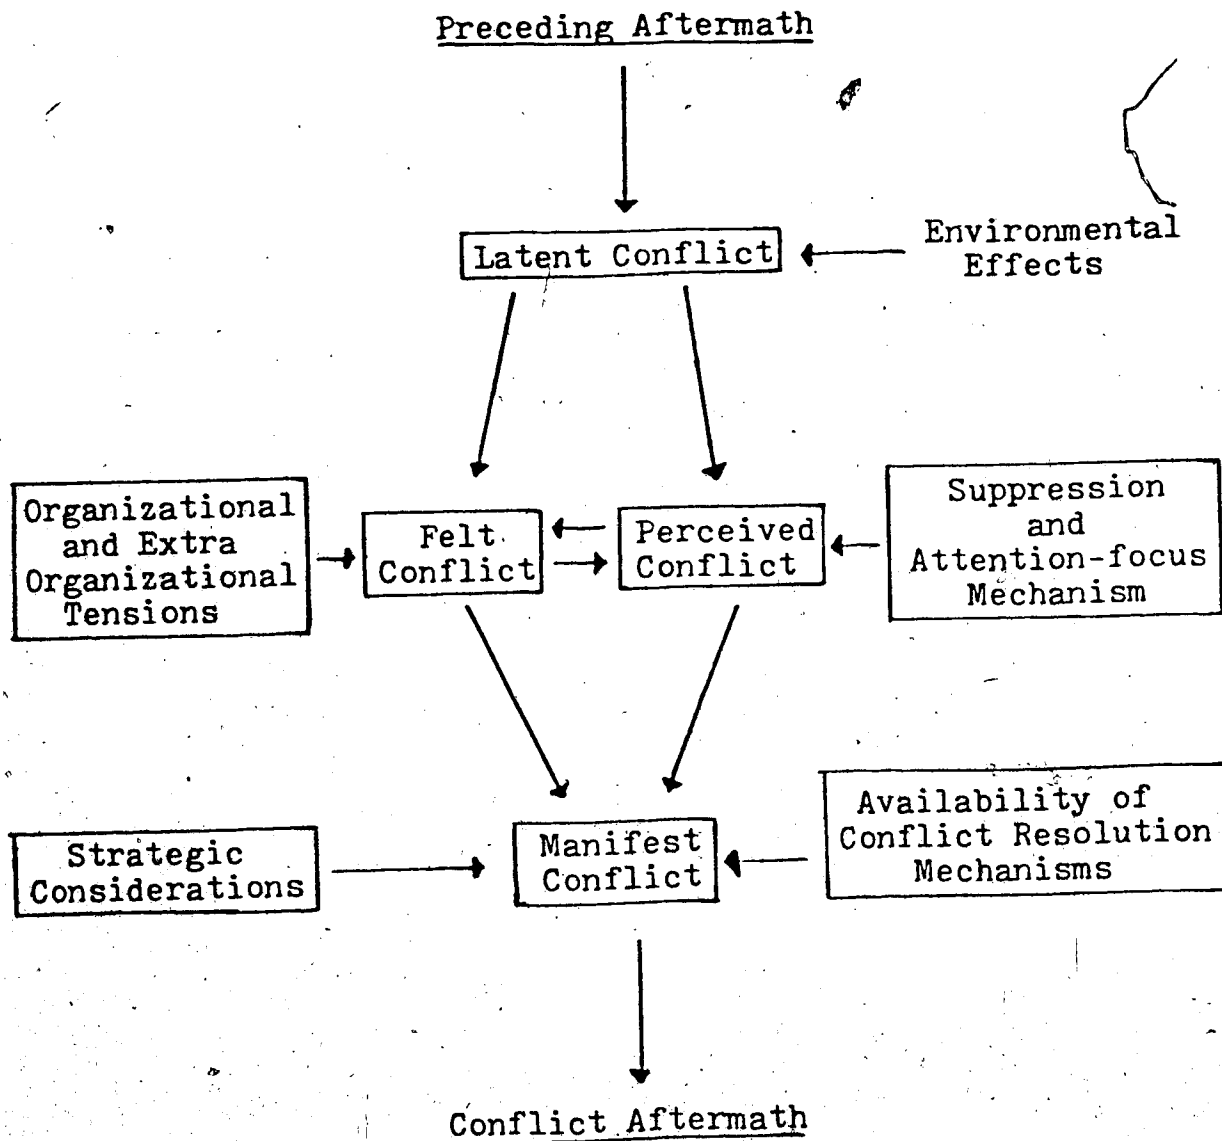 Preceding Aftermath
Latent Conflict
Environmental
Effects
Organizational
and Extra
Organizational
Tensions
Felt
Conflict
Perceived
Conflict
Suppression
and
Attention-focus
Mechanism
Strategic
Considerations
Manifest
Conflict
Availability of
Conflict Resolution
Mechanisms
Conflict Aftermath